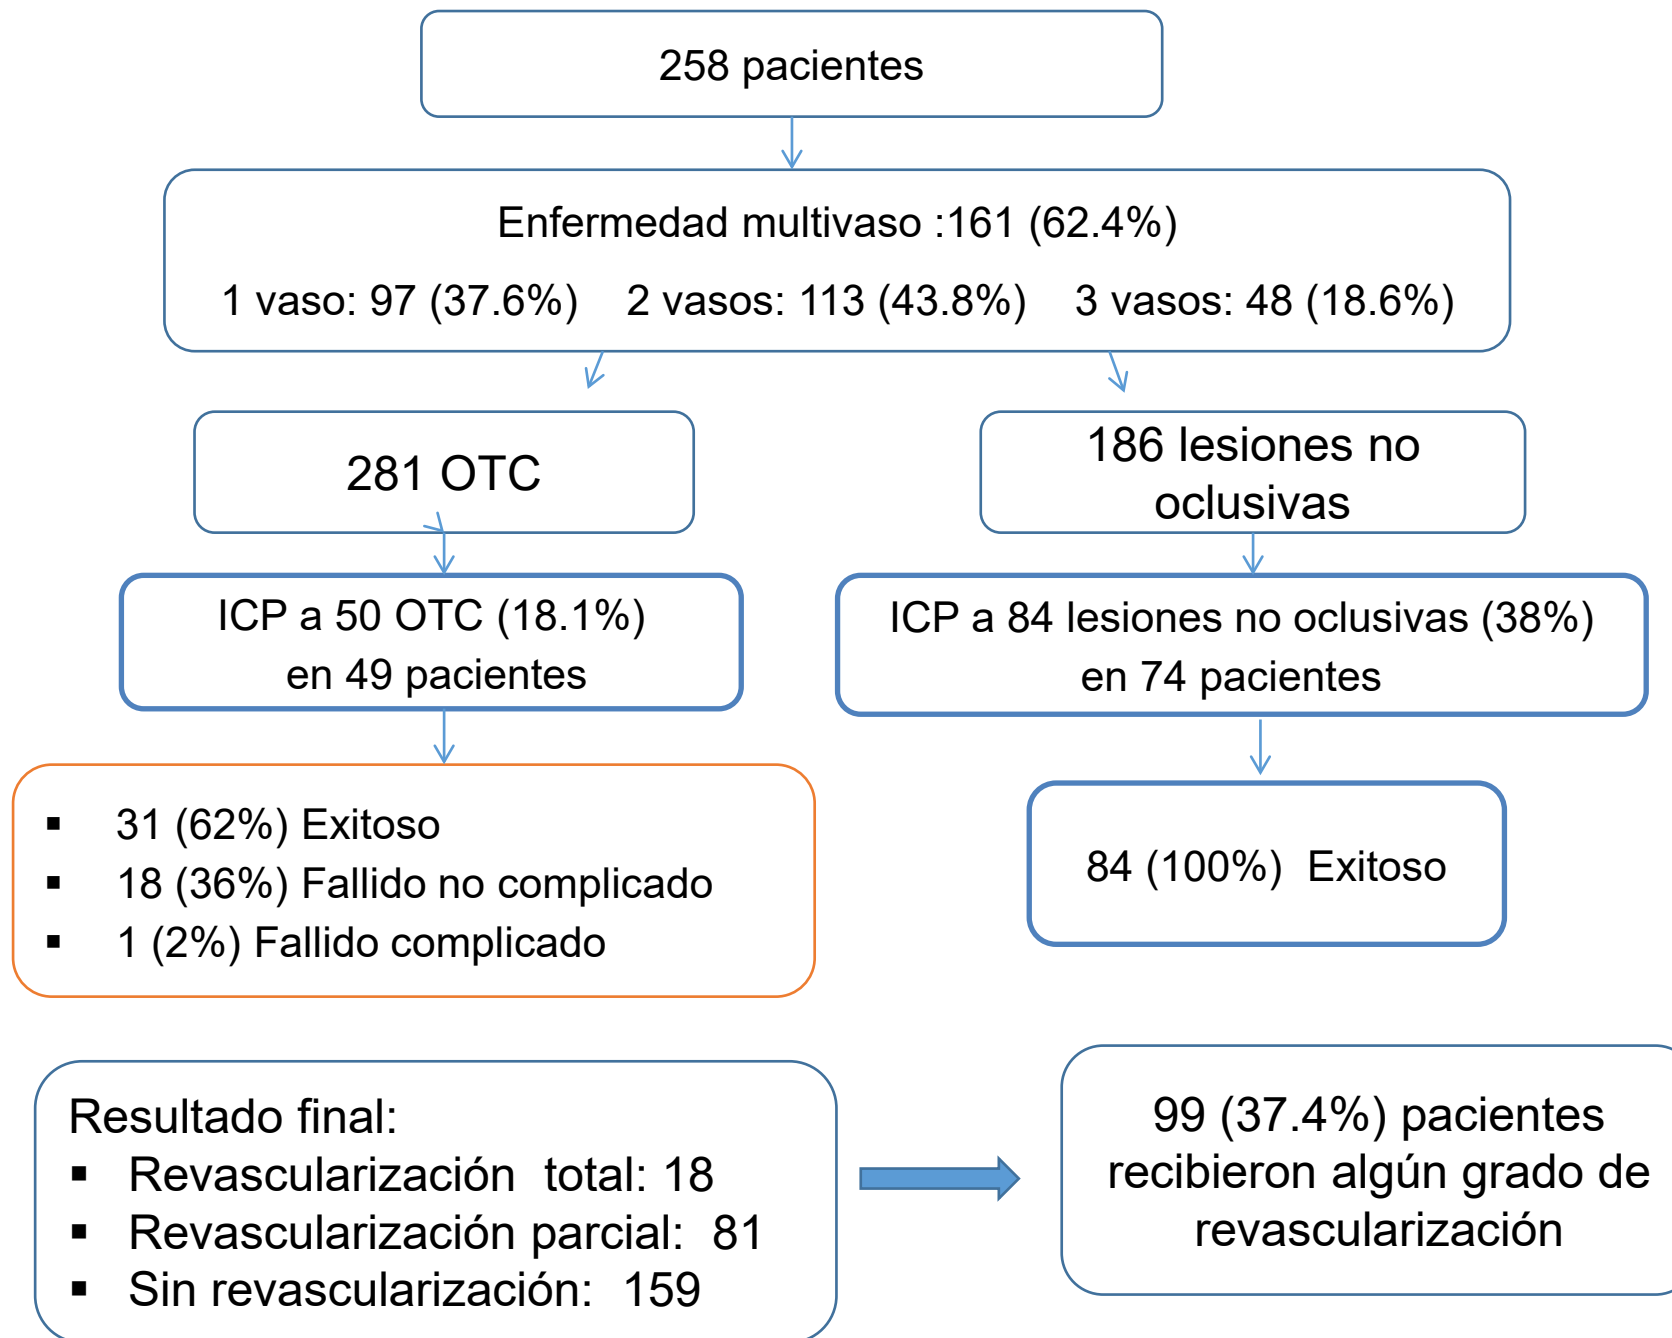 258 pacientes
Enfermedad multivaso :161 (62.4%)
1 vaso: 97 (37.6%) 2 vasos: 113 (43.8%) 3 vasos: 48 (18.6%)
281 OTC
186 lesiones no
oclusivas
ICP a 50 OTC (18.1%)
en 49 pacientes
ICP a 84 lesiones no oclusivas (38%)
en 74 pacientes
▪ 31 (62%) Exitoso
▪ 18 (36%) Fallido no complicado
▪ 1 (2%) Fallido complicado
84 (100%) Exitoso
Resultado final:
▪ Revascularización total: 18
▪ Revascularización parcial: 81
▪ Sin revascularización: 159
99 (37.4%) pacientes
recibieron algún grado de
revascularización